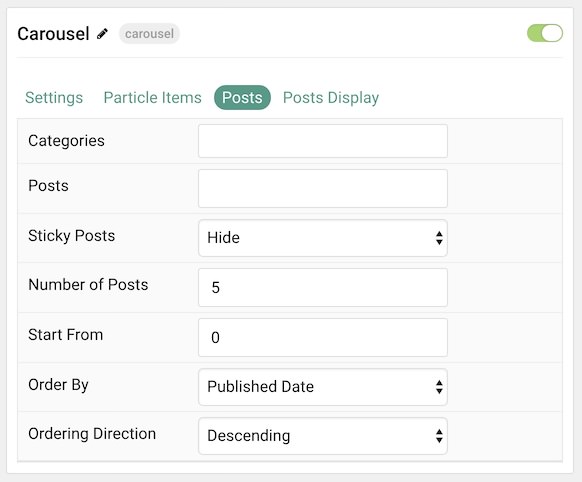 Carousel carousel
Settings Particle Items Posts Posts Display
Categories
Posts
Sticky Posts Hide
Number of Posts 5
Start From 0
Order By Published Date
Ordering Direction Descending